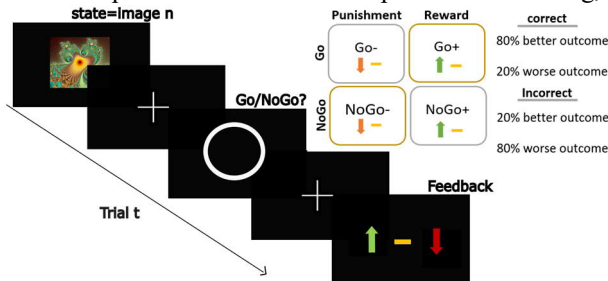 state=image n
Go/NoGo?
Feedback
Trial t
Punishment Reward
Go
Go-
Go+
NoGo
NoGo-
NoGo+
correct
80% better outcome
20% worse outcome
Incorrect
20% better outcome
80% worse outcome